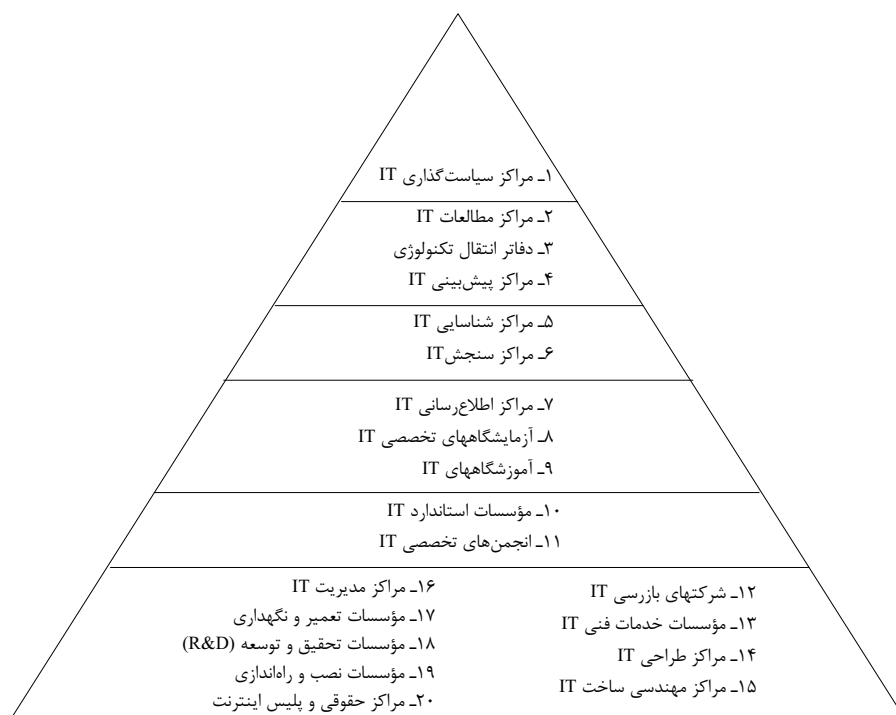 ۱ـ مراکز سیاست‌گذاری IT
۲ـ مراکز مطالعات IT
۳ـ دفاتر انتقال تکنولوژی
۴ـ مراکز پیش‌بینی IT
۵ـ مراکز شناسایی IT
۶ـ مراکز سنجشIT
۷ـ مراکز اطلاع‌رسانی IT
۸ـ آزمایشگاههای تخصصی IT
۹ـ آموزشگاههای IT
۱۰ـ مؤسسات استاندارد IT
۱۱ـ انجمن‌های تخصصی IT
۱۲ـ شرکتهای بازرسی IT
۱۳ـ مؤسسات خدمات فنی IT
۱۴ـ مراکز طراحی IT
۱۵ـ مراکز مهندسی ساخت IT
۱۶ـ مراکز مدیریت IT
۱۷ـ مؤسسات تعمیر و نگهداری
۱۸ـ مؤسسات تحقیق و توسعه (R&D)
۱۹ـ مؤسسات نصب و راه‌اندازی
۲۰ـ مراکز حقوقی و پلیس اینترنت